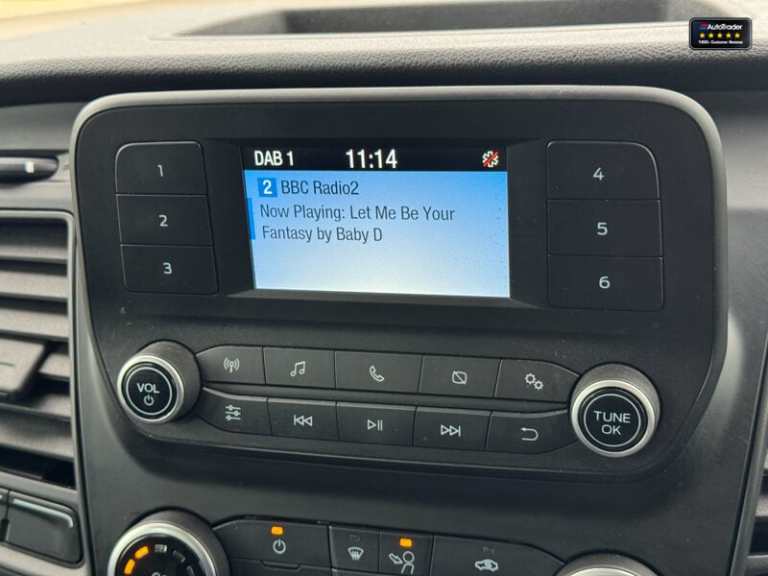 AutoTrader
DAB 1 11:14
2 BBC Radio2
Now Playing: Let Me Be Your
Fantasy by Baby D
1
2
3
4
5
6
VOL
TUNE
OK